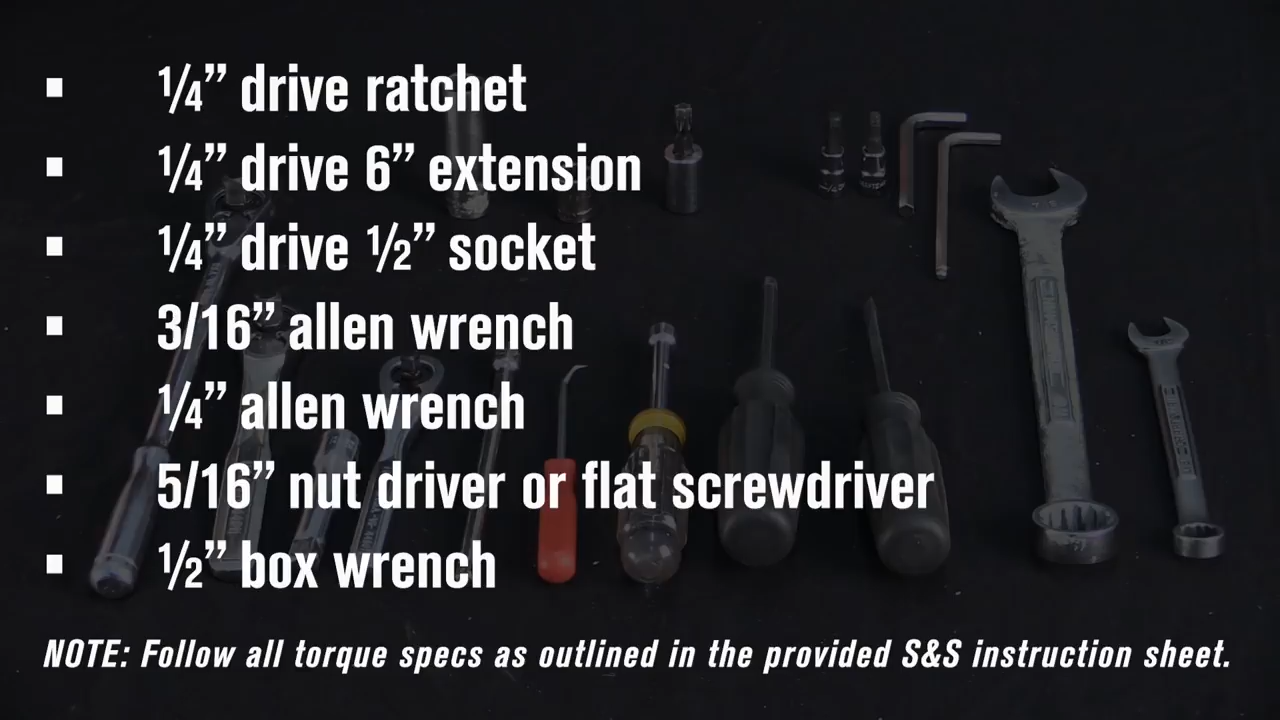 ▪ ¼” drive ratchet
▪ ¼” drive 6” extension
▪ ¼” drive ½” socket
▪ 3/16” allen wrench
▪ ¼” allen wrench
▪ 5/16” nut driver or flat screwdriver
▪ ½” box wrench
NOTE: Follow all torque specs as outlined in the provided S&S instruction sheet.